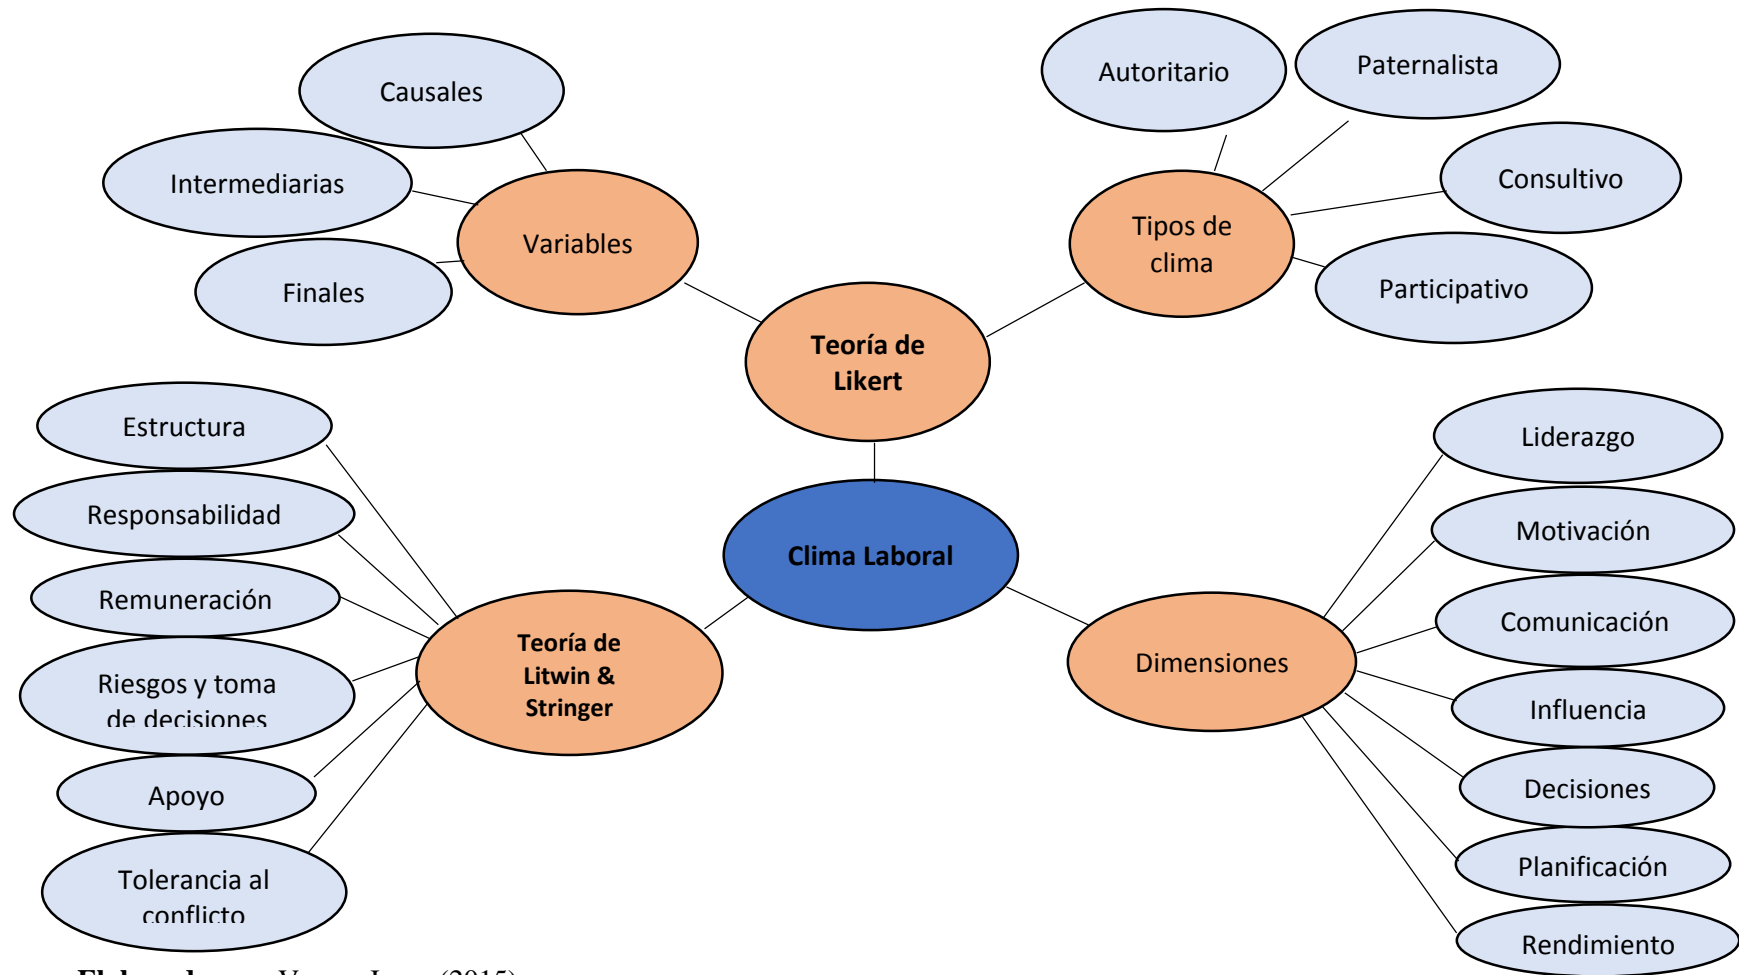 Causales
Intermediarias
Finales
Variables
Autoritario
Paternalista
Consultivo
Participativo
Tipos de
clima
Teoría de
Likert
Clima Laboral
Estructura
Responsabilidad
Remuneración
Riesgos y toma
de decisiones
Apoyo
Tolerancia al
conflicto
Teoría de
Litwin &
Stringer
Dimensiones
Liderazgo
Motivación
Comunicación
Influencia
Decisiones
Planificación
Rendimiento
(2015)